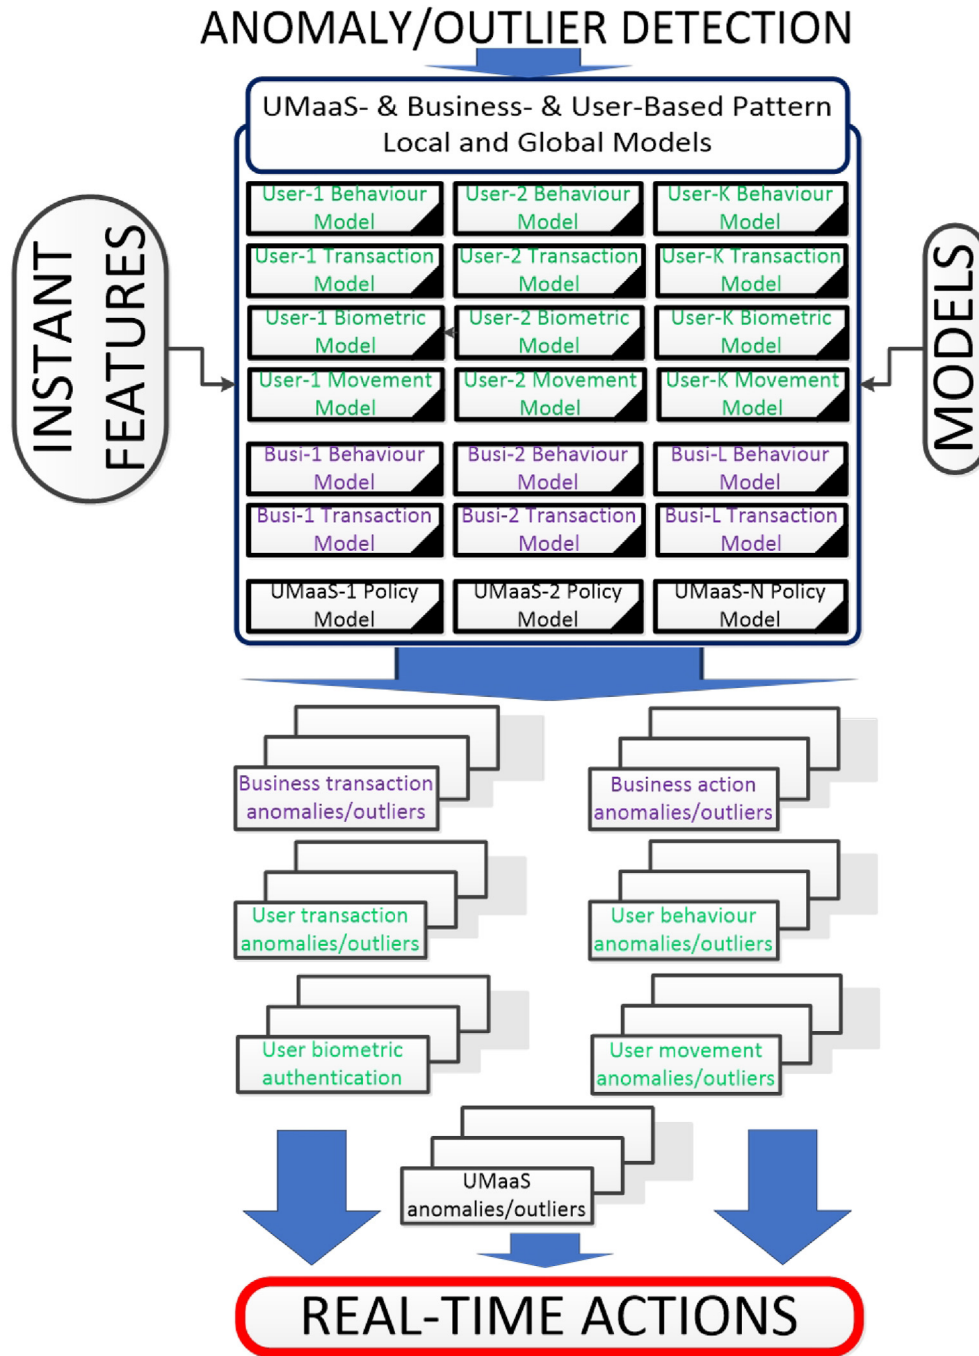 ANOMALY/OUTLIER DETECTION
UMaaS- & Business- & User-Based Pattern
Local and Global Models
INSTANT
FEATURES
MODELS
User-1 Behaviour
Model
User-2 Behaviour
Model
User-K Behaviour
Model
User-1 Transaction
Model
User-2 Transaction
Model
User-K Transaction
Model
User-1 Biometric
Model
User-2 Biometric
Model
User-K Biometric
Model
User-1 Movement
Model
User-2 Movement
Model
User-K Movement
Model
Busi-1 Behaviour
Model
Busi-2 Behaviour
Model
Busi-L Behaviour
Model
Busi-1 Transaction
Model
Busi-2 Transaction
Model
Busi-L Transaction
Model
UMaaS-1 Policy
Model
UMaaS-2 Policy
Model
UMaaS-N Policy
Model
Business transaction
anomalies/outliers
Business action
anomalies/outliers
User transaction
anomalies/outliers
User behaviour
anomalies/outliers
User biometric
authentication
User movement
anomalies/outliers
UMaaS
anomalies/outliers
REAL-TIME ACTIONS